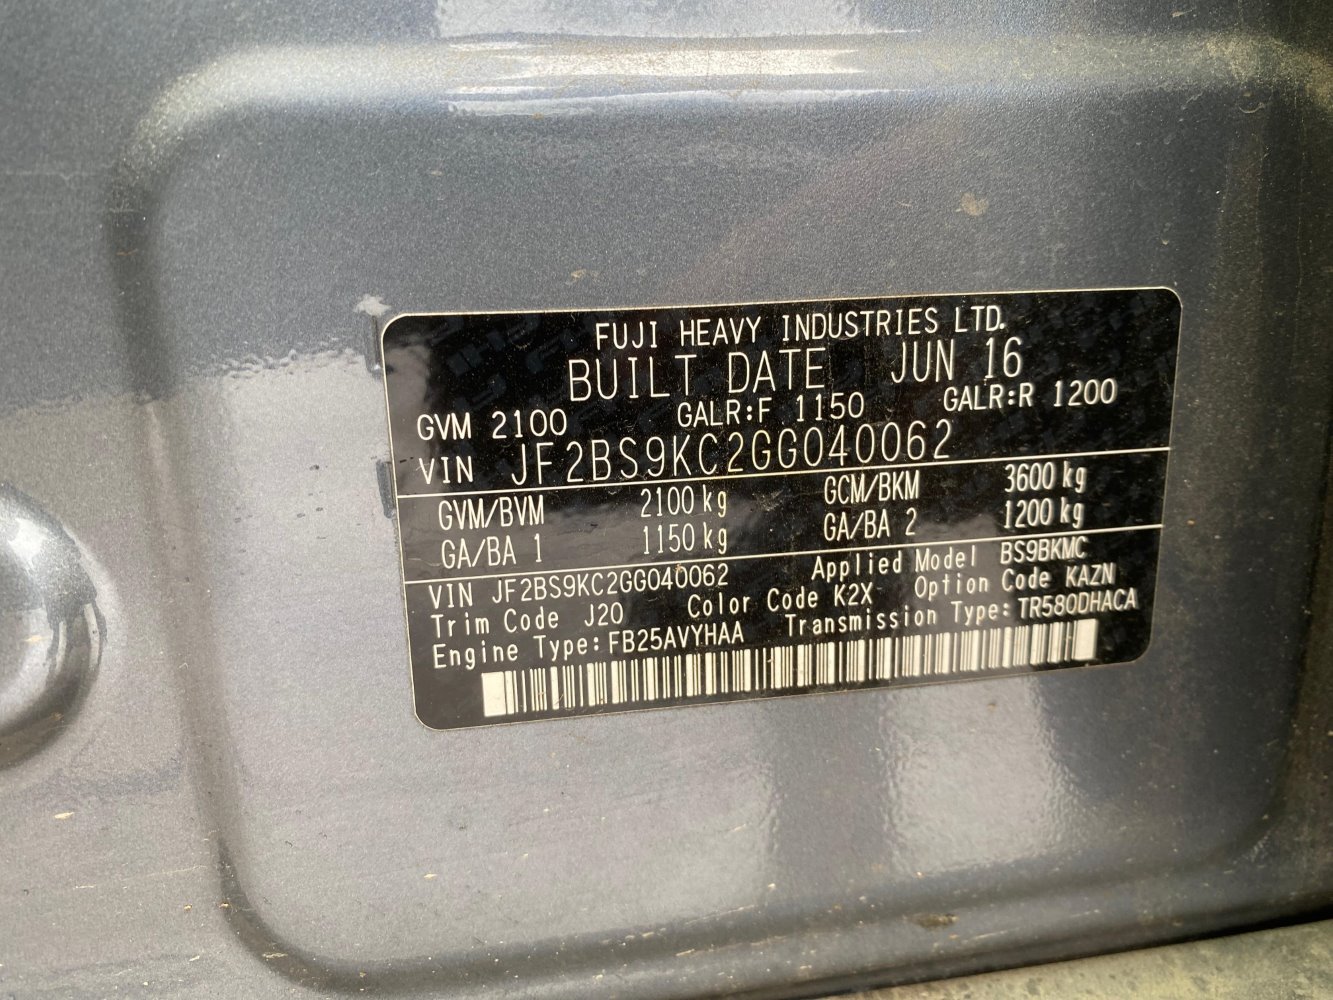 FUJI HEAVY INDUSTRIES LTD.
BUILT DATE JUN 16
GVM 2100 GALR:F 1150 GALR:R 1200
VIN JF2BS9KC2GG040062
GVM/BVM 2100 kg GCM/BKM 3600 kg
GA/BA 1 1150 kg GA/BA 2 1200 kg
VIN JF2BS9KC2GG040062 Applied Model BS9BKMC
Trim Code J20 Color Code K2X Option Code KAZN
Engine Type: FB25AVYHAA Transmission Type: TR580DHACA